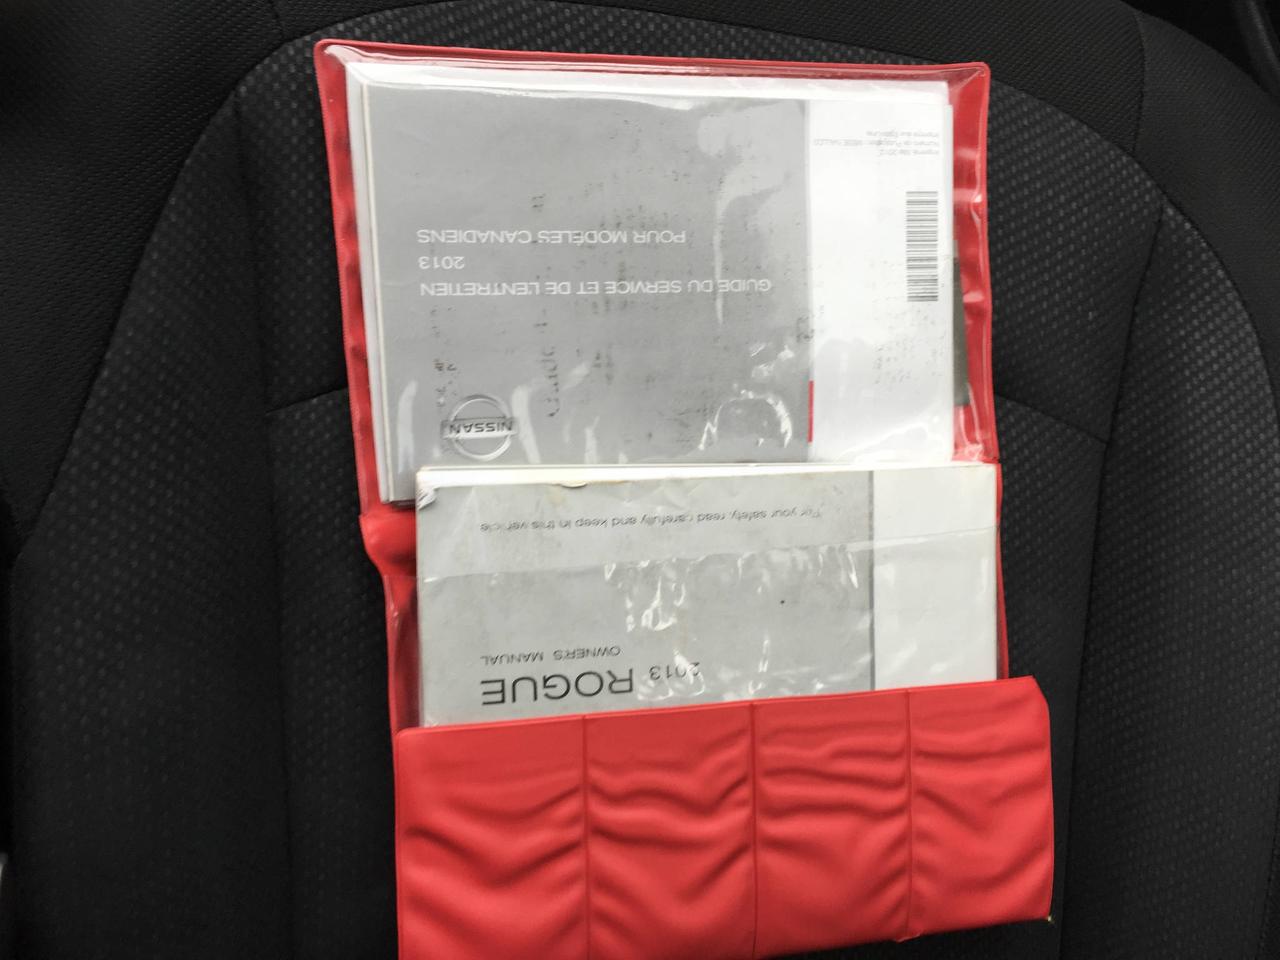 2013 ROGUE
OWNER'S MANUAL
For your safety, read carefully and keep in this vehicle
NISSAN
GUIDE DU SERVICE ET DE L'ENTRETIEN
2013
POUR MODÈLES CANADIENS